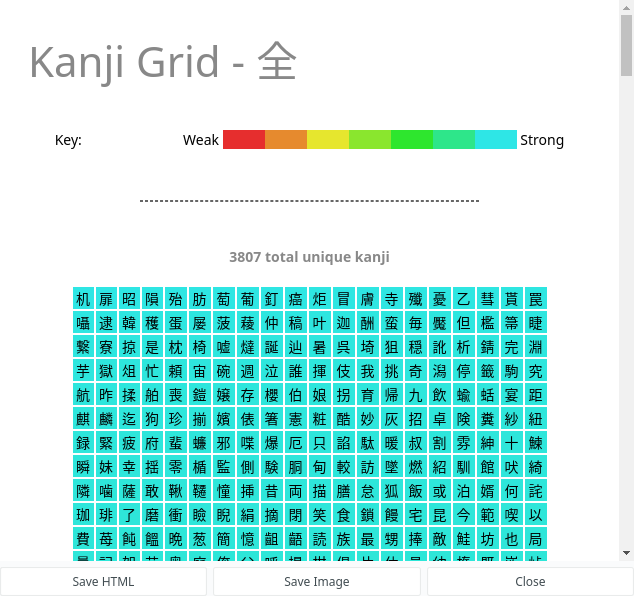 Kanji Grid - 全
Key: Weak Strong
3807 total unique kanji
机 扉 昭 隕 殆 肪 萄 葡 釘 癌 炬 冒 膚 寺 殲 憂 乙 彗 貰 罠
囁 逮 韓 穫 蛋 屡 菠 薐 仲 稿 叶 迦 酬 蛮 毎 魘 但 檻 箒 睫
繋 寮 掠 是 枕 椅 嘘 燵 誕 辿 暑 呉 埼 狙 穏 訛 析 錆 完 淵
芋 獄 俎 忙 頼 宙 碗 週 泣 誰 揮 伎 我 挑 奇 潟 停 籤 駒 究
航 昨 揉 舶 喪 鎧 嬢 存 櫻 伯 娘 拐 育 帰 九 飲 蝓 蛞 宴 距
麒 麟 迄 狗 珍 揃 嬪 俵 箸 憲 粧 酷 妙 灰 招 卓 険 糞 紗 紐
録 緊 疲 府 蜚 蠊 邪 喋 爆 厄 只 諂 駄 暖 叔 割 雰 紳 十 鰊
瞬 妹 幸 揺 零 楯 監 側 験 胴 甸 較 訪 墜 燃 紹 馴 館 吠 綺
隣 噛 薩 敢 鞦 韆 憧 挿 昔 両 描 膳 怠 狐 飯 或 泊 婿 何 詫
珈 琲 了 磨 衝 瞼 睨 絹 摘 閉 笑 食 鎖 饅 宅 昆 今 範 喫 以
費 苺 飩 饂 晩 葱 簡 憶 齟 齬 読 族 最 甥 捧 敵 鮭 坊 也 局
Save HTML Save Image Close